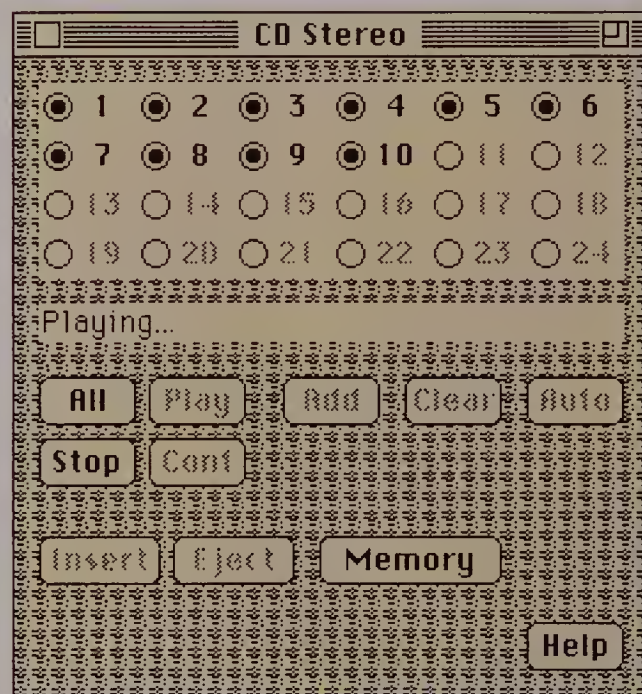 CD Stereo
1 2 3 4 5 6
7 8 9 10 11 12
13 14 15 16 17 18
19 20 21 22 23 24
Playing...
All Play Add Clear Auto
Stop Cont
Insert Eject Memory
Help